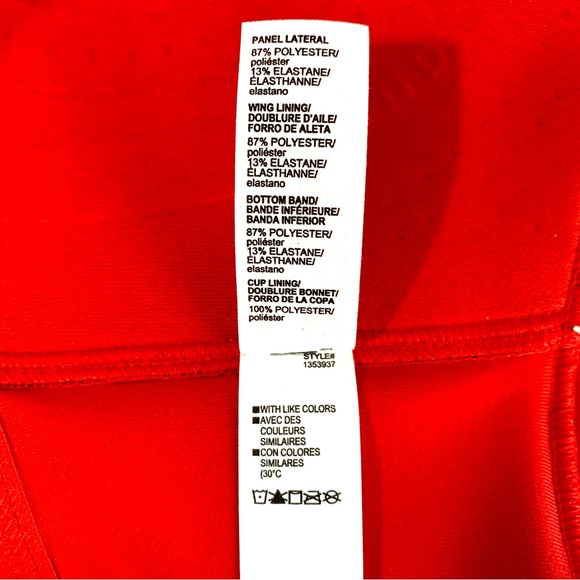 PANEL LATERAL
87% POLYESTER/
poliéster
13% ELASTANE/
ÉLASTHANNE/
elastano
WING LINING/
DOUBLURE D'AILE/
FORRO DE ALETA
87% POLYESTER/
poliéster
13% ELASTANE/
ÉLASTHANNE/
elastano
BOTTOM BAND/
BANDE INFÉRIEURE/
BANDA INFERIOR
87% POLYESTER/
poliéster
13% ELASTANE/
ÉLASTHANNE/
elastano
CUP LINING/
DOUBLURE BONNET/
FORRO DE LA COPA
100% POLYESTER/
poliéster
STYLE#
1353937
■WITH LIKE COLORS
■AVEC DES
COULEURS
SIMILAIRES
■CON COLORES
SIMILARES
(30°C